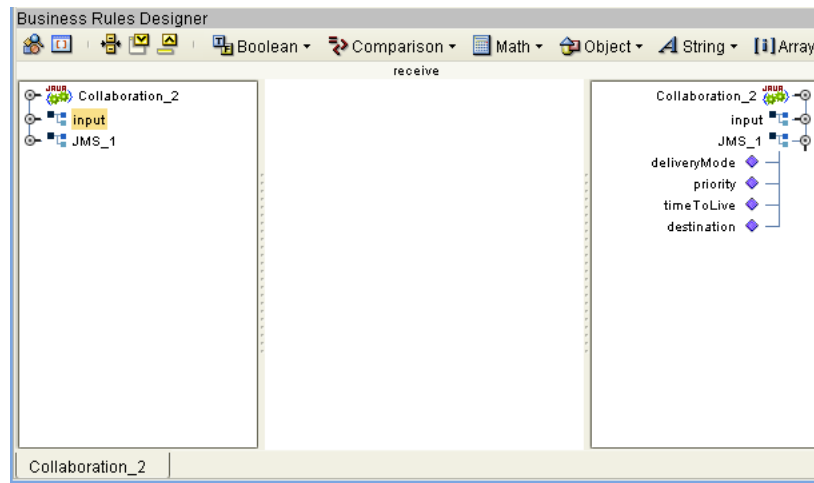 Business Rules Designer
Boolean Comparison Math Object String Array
receive
Collaboration_2
input
JMS_1
Collaboration_2
input
JMS_1
deliveryMode
priority
timeToLive
destination
Collaboration_2